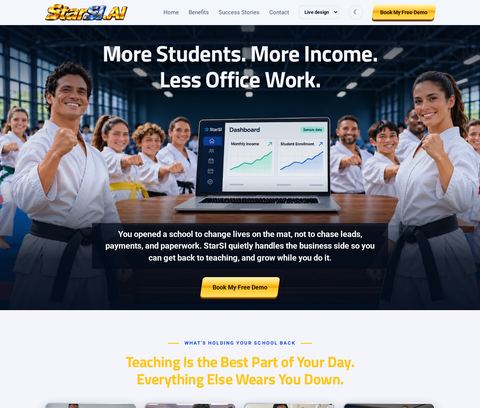 StarSI.AI
Home
Benefits
Success Stories
Contact
Live design
Book My Free Demo
More Students. More Income.
Less Office Work.
StarSI
Dashboard
Sample data
Monthly income
Student Enrollment
You opened a school to change lives on the mat, not to chase leads,
payments, and paperwork. StarSI quietly handles the business side so you
can get back to teaching, and grow while you do it.
Book My Free Demo
WHAT'S HOLDING YOUR SCHOOL BACK
Teaching Is the Best Part of Your Day.
Everything Else Wears You Down.